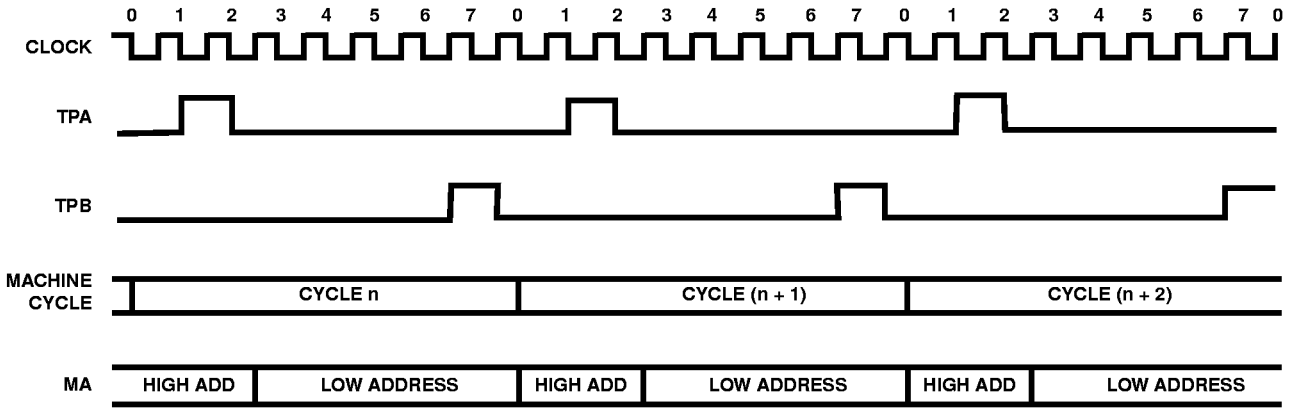 0 1 2 3 4 5 6 7 0 1 2 3 4 5 6 7 0 1 2 3 4 5 6 7 0
CLOCK
TPA
TPB
MACHINE
CYCLE
CYCLE n CYCLE (n + 1) CYCLE (n + 2)
MA HIGH ADD LOW ADDRESS HIGH ADD LOW ADDRESS HIGH ADD LOW ADDRESS